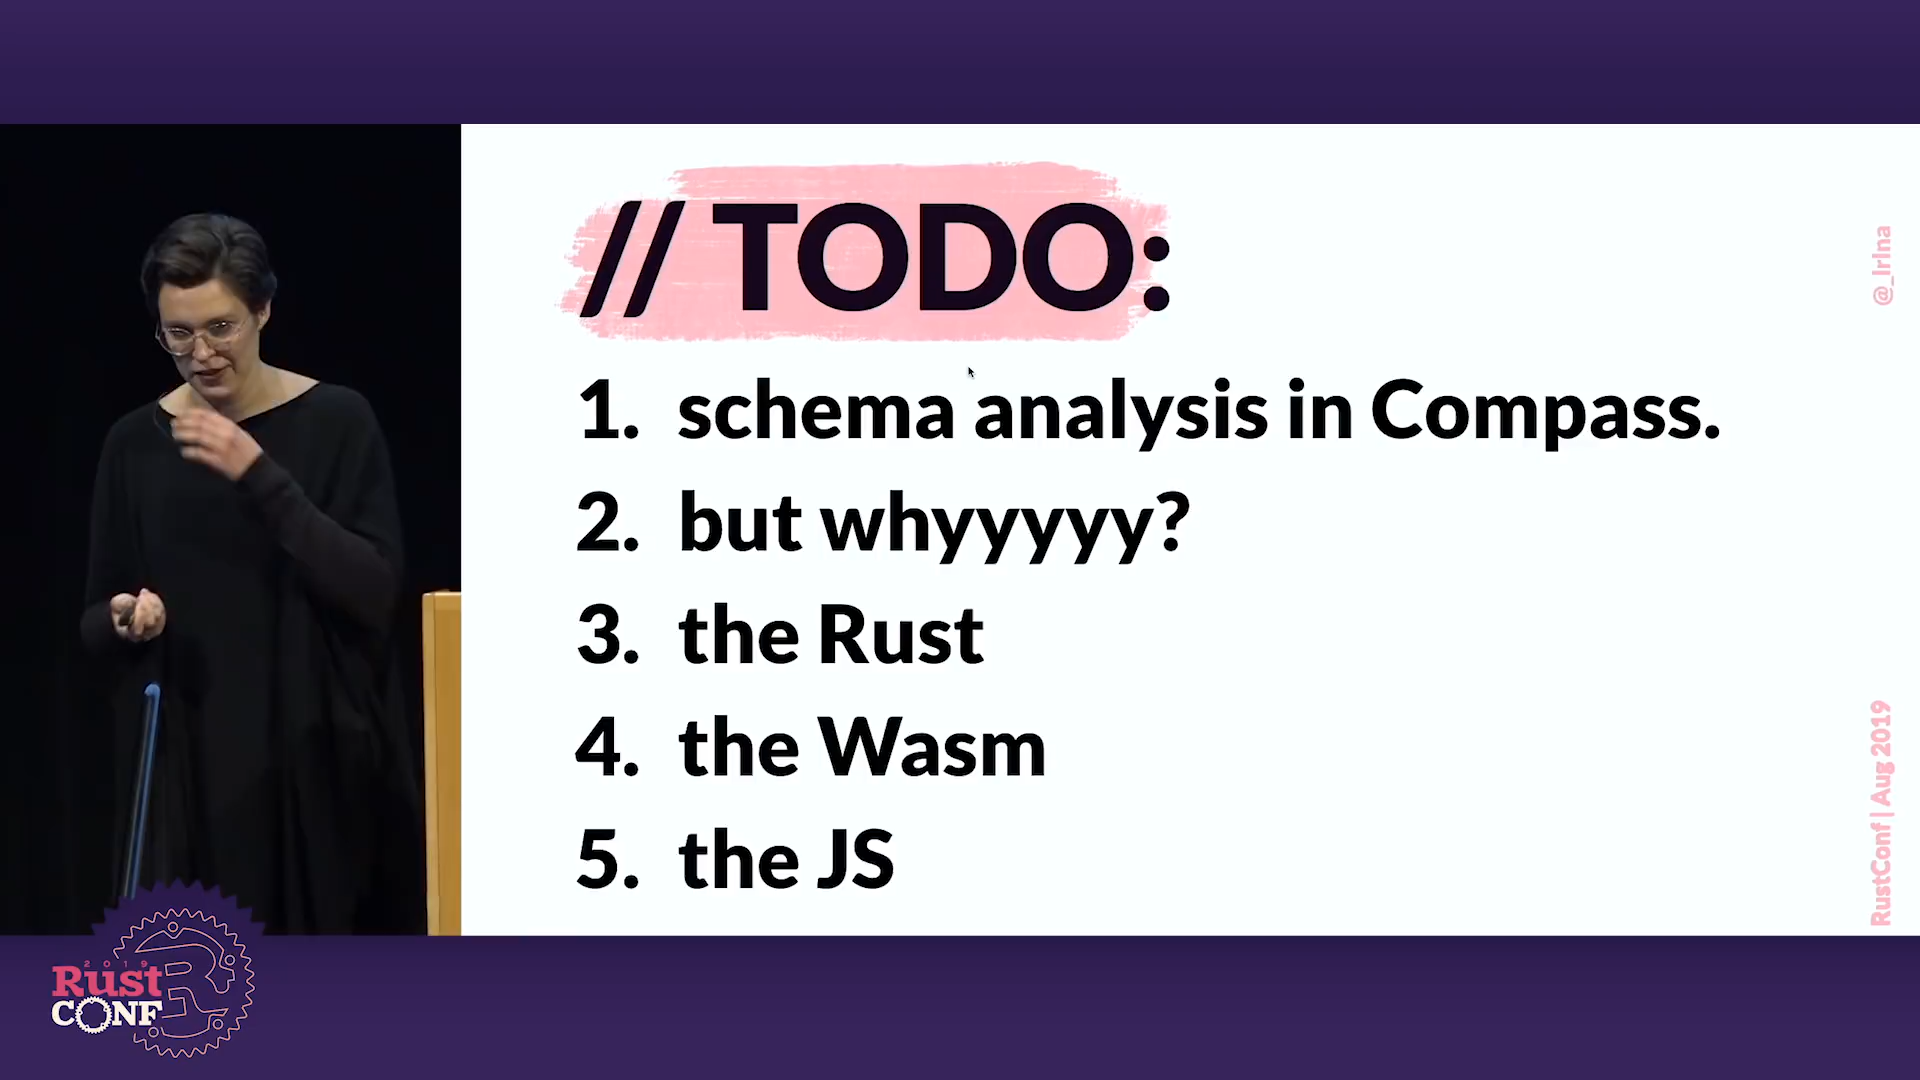 // TODO:
1. schema analysis in Compass.
2. but whyyyyy?
3. the Rust
4. the Wasm
5. the JS
@_lrlna
RustConf | Aug 2019
2019
Rust
CONF
R